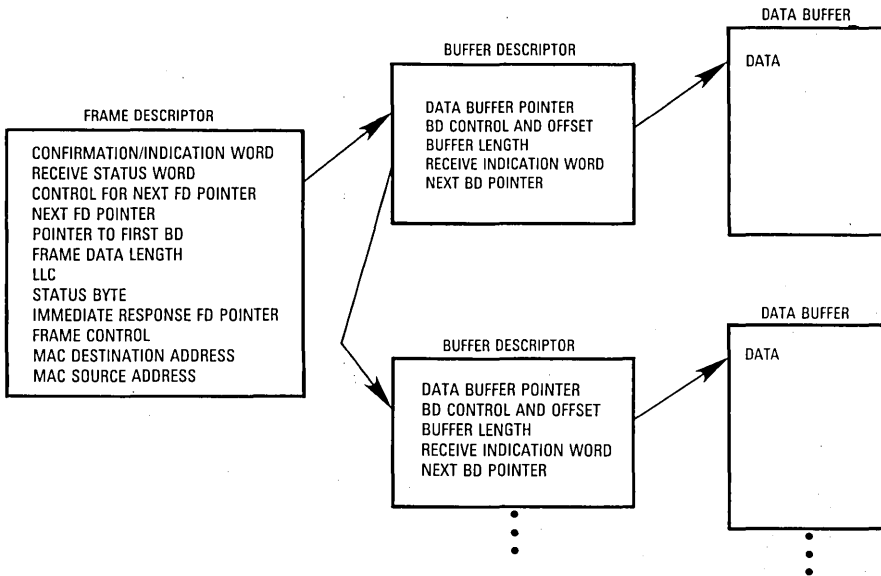 FRAME DESCRIPTOR
CONFIRMATION/INDICATION WORD
RECEIVE STATUS WORD
CONTROL FOR NEXT FD POINTER
NEXT FD POINTER
POINTER TO FIRST BD
FRAME DATA LENGTH
LLC
STATUS BYTE
IMMEDIATE RESPONSE FD POINTER
FRAME CONTROL
MAC DESTINATION ADDRESS
MAC SOURCE ADDRESS
BUFFER DESCRIPTOR
DATA BUFFER POINTER
BD CONTROL AND OFFSET
BUFFER LENGTH
RECEIVE INDICATION WORD
NEXT BD POINTER
DATA BUFFER
DATA
BUFFER DESCRIPTOR
DATA BUFFER POINTER
BD CONTROL AND OFFSET
BUFFER LENGTH
RECEIVE INDICATION WORD
NEXT BD POINTER
DATA BUFFER
DATA